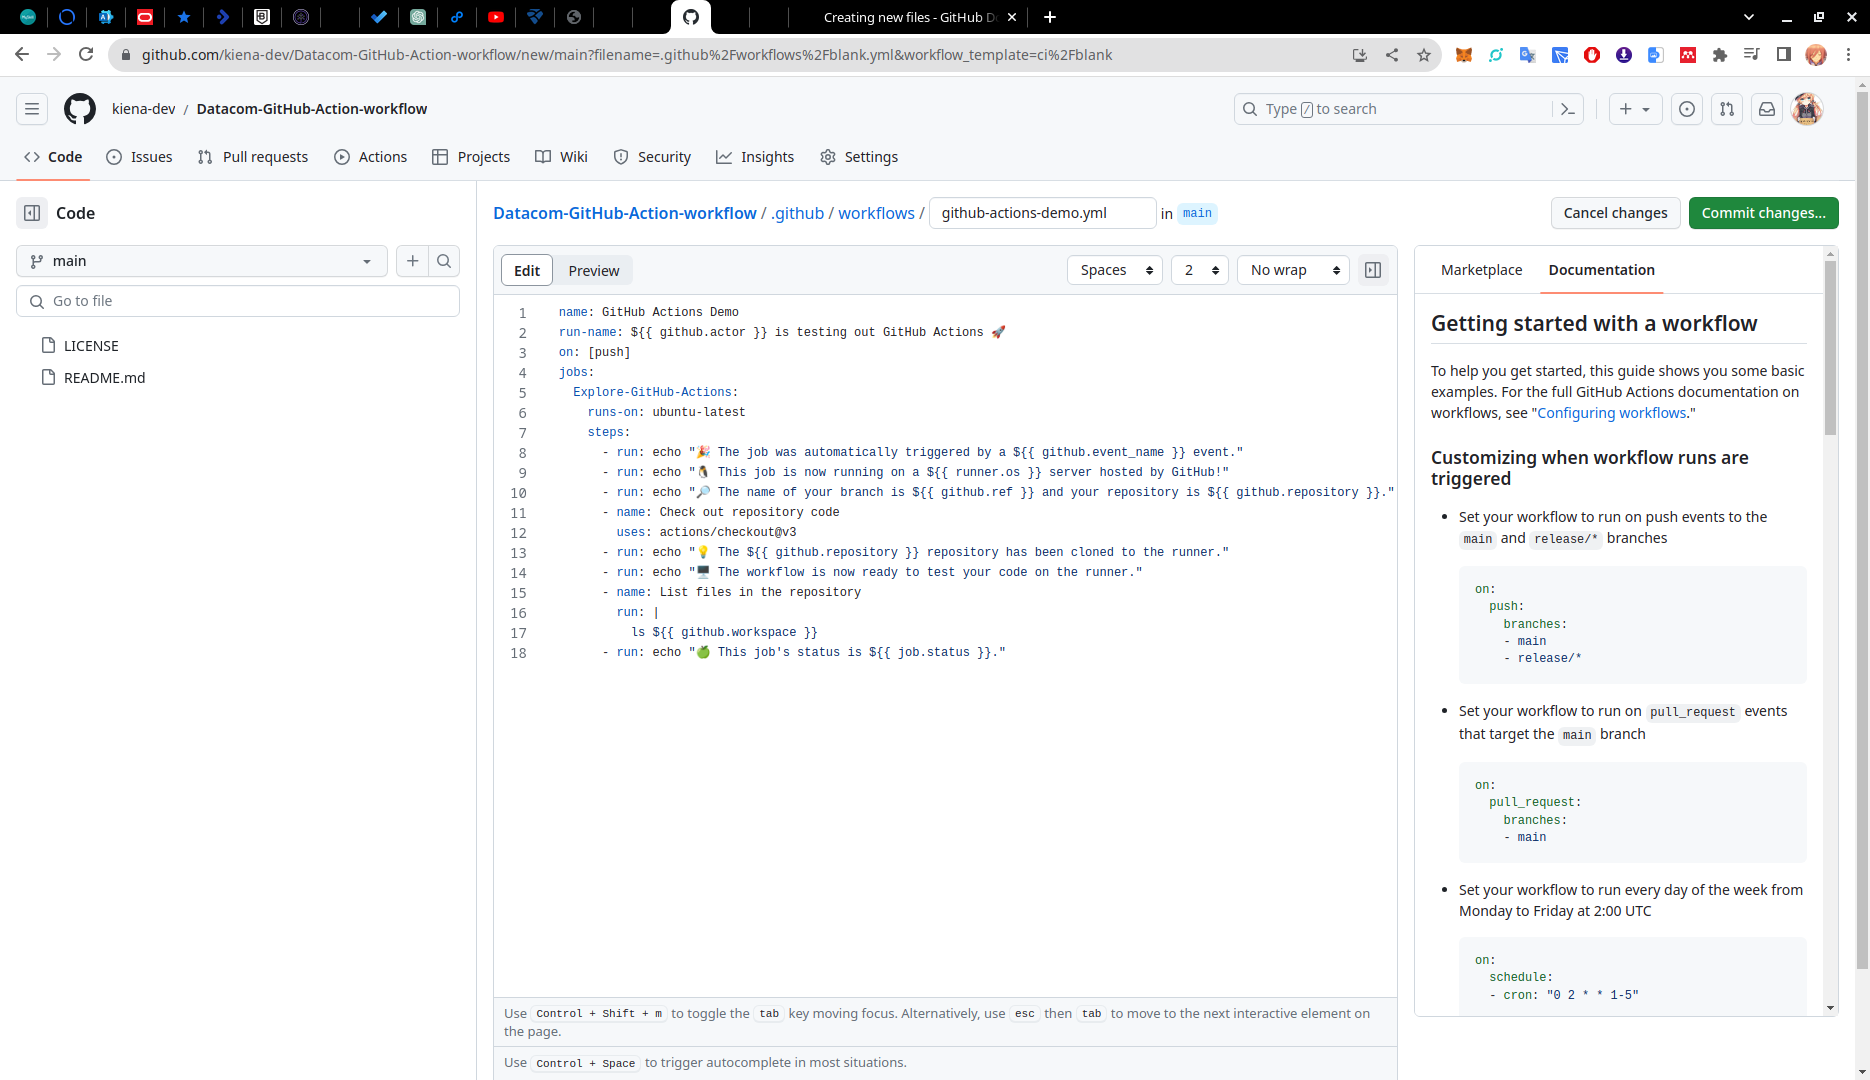 Creating new files - GitHub D
github.com/kiena-dev/Datacom-GitHub-Action-workflow/new/main?filename=.github%2Fworkflows%2Fblank.yml&workflow_template=ci%2Fblank
kiena-dev / Datacom-GitHub-Action-workflow
Type / to search
Code Issues Pull requests Actions Projects Wiki Security Insights Settings
Code
main
Go to file
LICENSE
README.md
Datacom-GitHub-Action-workflow / .github / workflows / github-actions-demo.yml in main
Cancel changes Commit changes...
Edit Preview Spaces 2 No wrap
1 name: GitHub Actions Demo
2 run-name: ${{ github.actor }} is testing out GitHub Actions 🚀
3 on: [push]
4 jobs:
5   Explore-GitHub-Actions:
6     runs-on: ubuntu-latest
7     steps:
8       - run: echo "🎉 The job was automatically triggered by a ${{ github.event_name }} event."
9       - run: echo "🐧 This job is now running on a ${{ runner.os }} server hosted by GitHub!"
10       - run: echo "🔎 The name of your branch is ${{ github.ref }} and your repository is ${{ github.repository }}."
11       - name: Check out repository code
12         uses: actions/checkout@v3
13       - run: echo "💡 The ${{ github.repository }} repository has been cloned to the runner."
14       - run: echo "🖥️ The workflow is now ready to test your code on the runner."
15       - name: List files in the repository
16         run: |
17           ls ${{ github.workspace }}
18       - run: echo "🍏 This job's status is ${{ job.status }}."
Use Control + Shift + m to toggle the tab key moving focus. Alternatively, use esc then tab to move to the next interactive element on
the page.
Use Control + Space to trigger autocomplete in most situations.
Marketplace Documentation
Getting started with a workflow
To help you get started, this guide shows you some basic
examples. For the full GitHub Actions documentation on
workflows, see "Configuring workflows."
Customizing when workflow runs are
triggered
• Set your workflow to run on push events to the
main and release/* branches
on:
  push:
    branches:
    - main
    - release/*
• Set your workflow to run on pull_request events
that target the main branch
on:
  pull_request:
    branches:
    - main
• Set your workflow to run every day of the week from
Monday to Friday at 2:00 UTC
on:
  schedule:
  - cron: "0 2 * * 1-5"